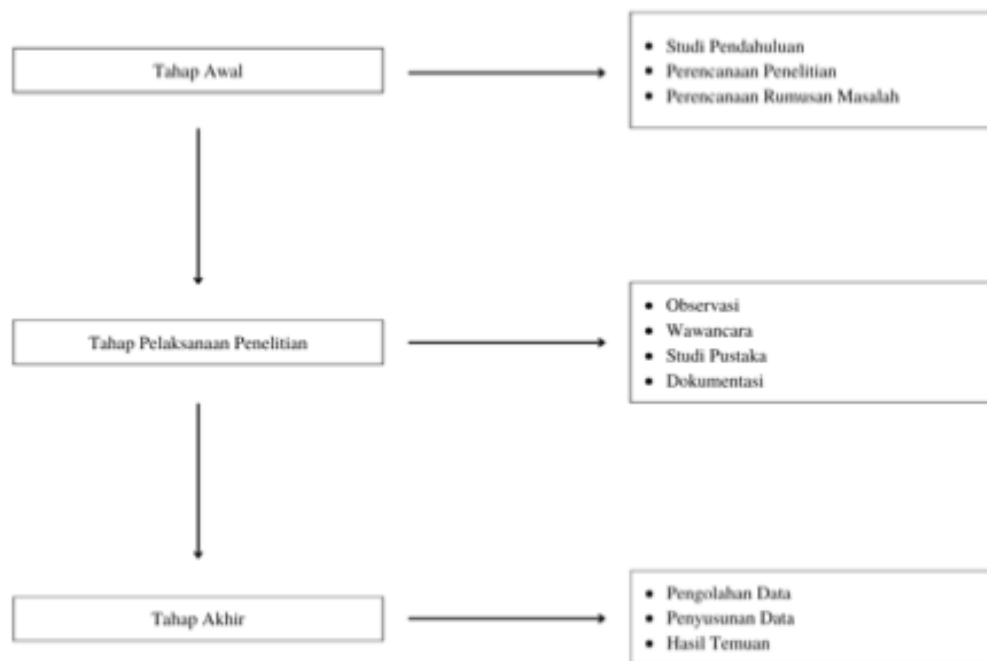 Tahap Awal
• Studi Pendahuluan
• Perencanaan Penelitian
• Perencanaan Rumusan Masalah
Tahap Pelaksanaan Penelitian
• Observasi
• Wawancara
• Studi Pustaka
• Dokumentasi
Tahap Akhir
• Pengolahan Data
• Penyusunan Data
• Hasil Temuan